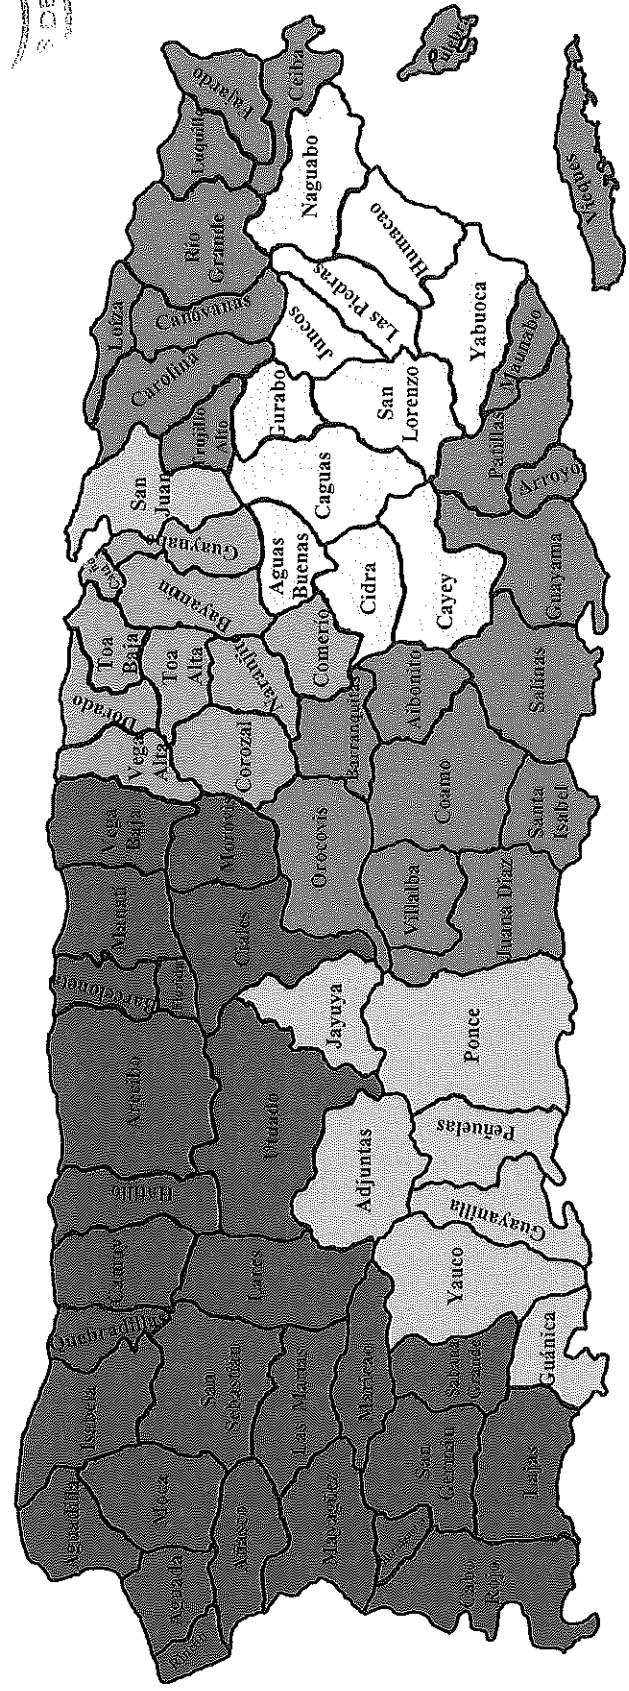 Aguadilla
Isabela
Quebradillas
Camuy
Hatillo
Arecibo
Barceloneta
Manatí
Vega
Baja
Vega
Alta
Dorado
Toa
Baja
Toa
Alta
Cataño
Bayamón
Guaynabo
San
Juan
Trujillo
Alto
Carolina
Loíza
Canóvanas
Río
Grande
Luquillo
Fajardo
Ceiba
Culebra
Vieques
Rincón
Aguada
Moca
San
Sebastián
Lares
Utuado
Florida
Ciales
Morovis
Corozal
Naranjito
Comerío
Aguas
Buenas
Caguas
Gurabo
Juncos
Las Piedras
Naguabo
Humacao
Añasco
Mayagüez
Las Marías
Maricao
Adjuntas
Jayuya
Orocovis
Barranquitas
Aibonito
Cidra
Cayey
San
Lorenzo
Yabuoca
Cabo
Rojo
San
Germán
Sabana
Grande
Lajas
Guánica
Yauco
Guayanilla
Peñuelas
Ponce
Villalba
Juana Díaz
Coamo
Santa
Isabel
Salinas
Guayama
Arroyo
Patillas
Maunabo